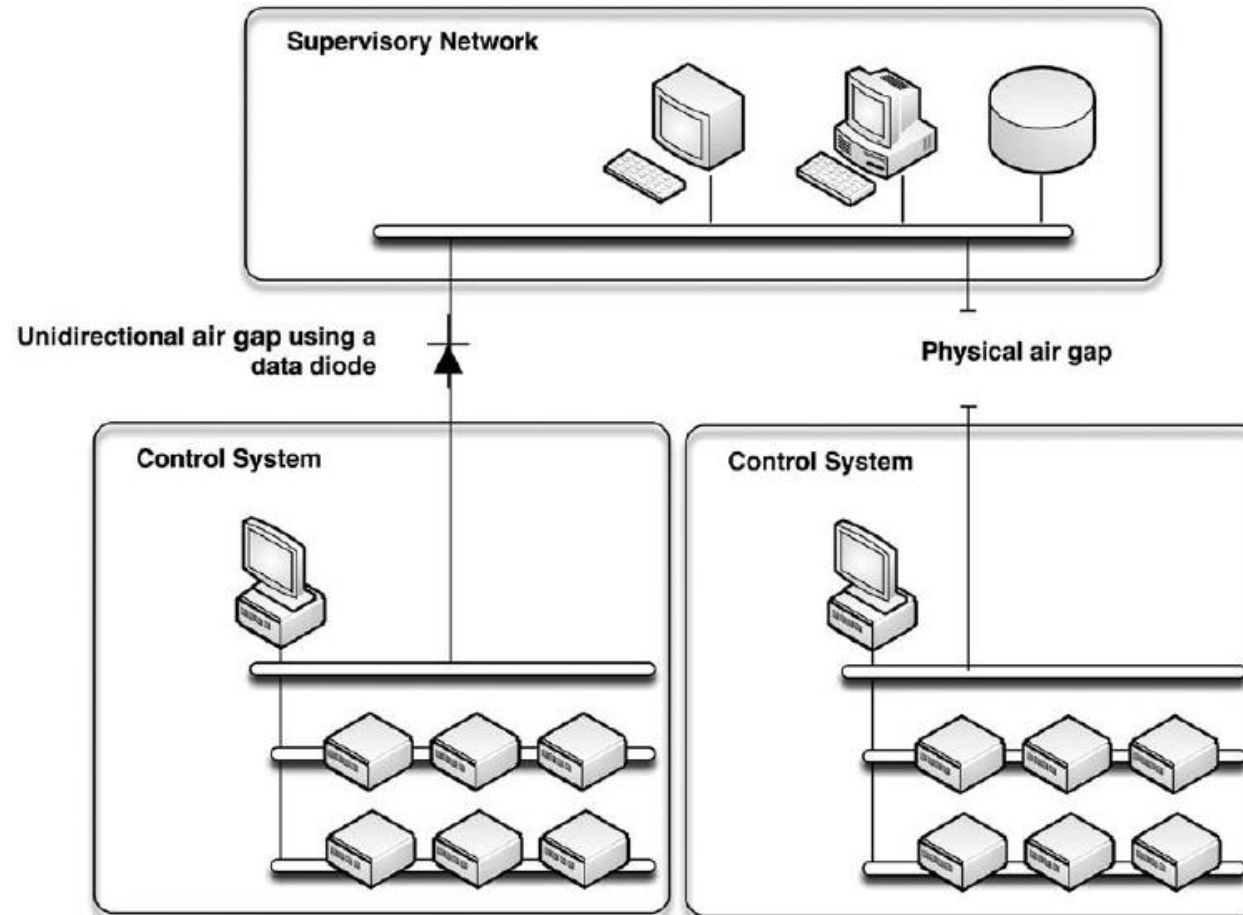 Supervisory Network
Unidirectional air gap using a
data diode
Physical air gap
Control System
Control System